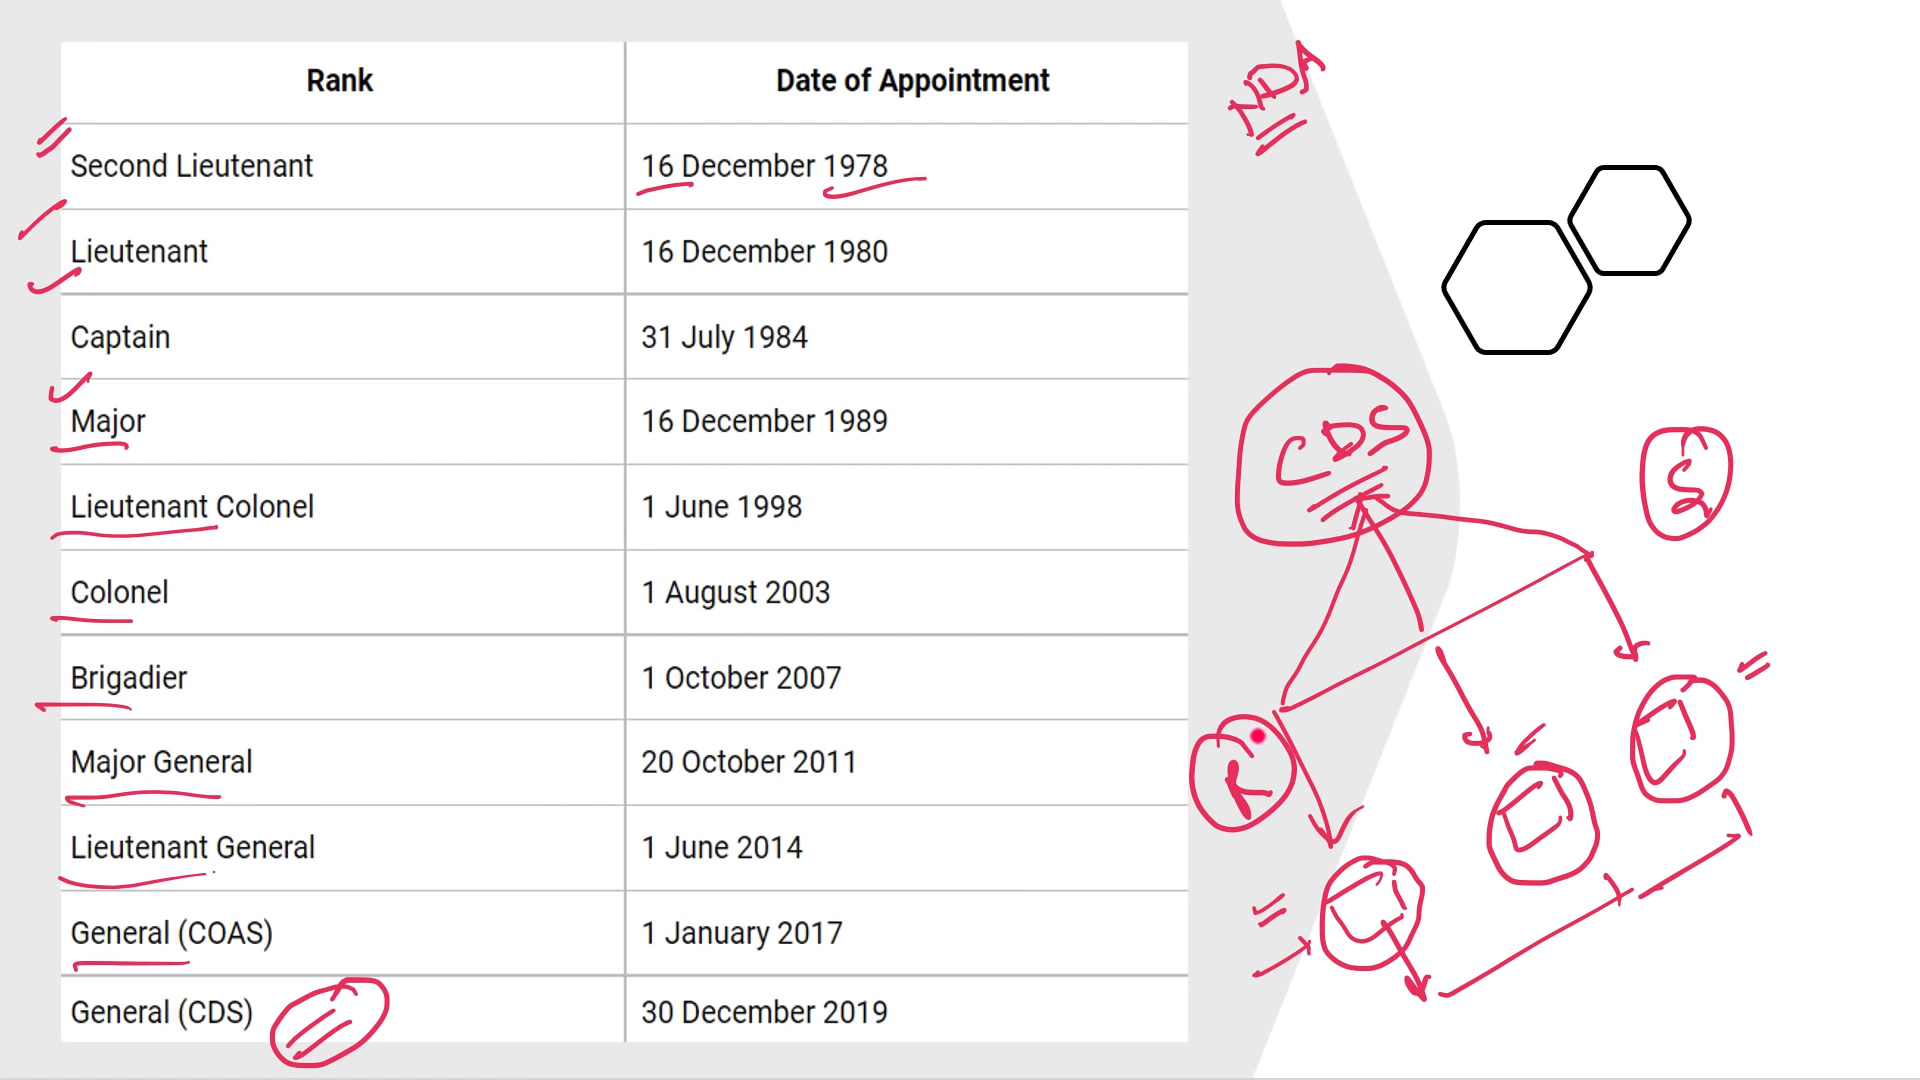 Rank Date of Appointment
Second Lieutenant 16 December 1978
Lieutenant 16 December 1980
Captain 31 July 1984
Major 16 December 1989
Lieutenant Colonel 1 June 1998
Colonel 1 August 2003
Brigadier 1 October 2007
Major General 20 October 2011
Lieutenant General 1 June 2014
General (COAS) 1 January 2017
General (CDS) 30 December 2019
NDA
CDS